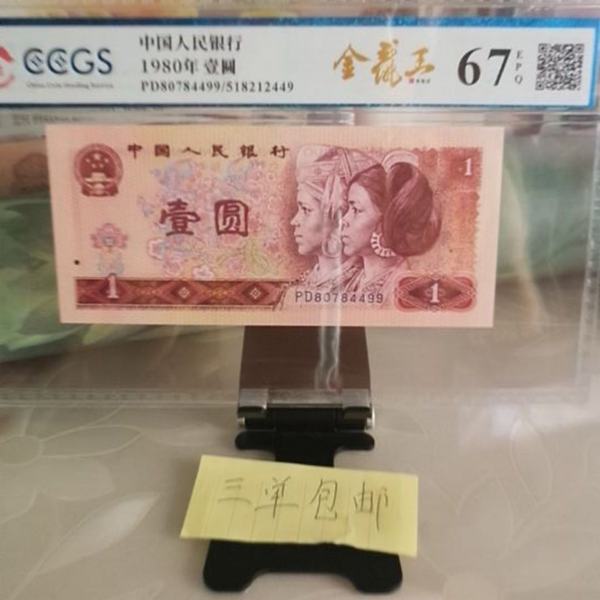 CCGS
中国人民银行
1980年 壹圆
PD80784499/518212449
金龙王
67
EPQ
中国人民银行
1
壹圆
1
PD80784499
1
三单包邮